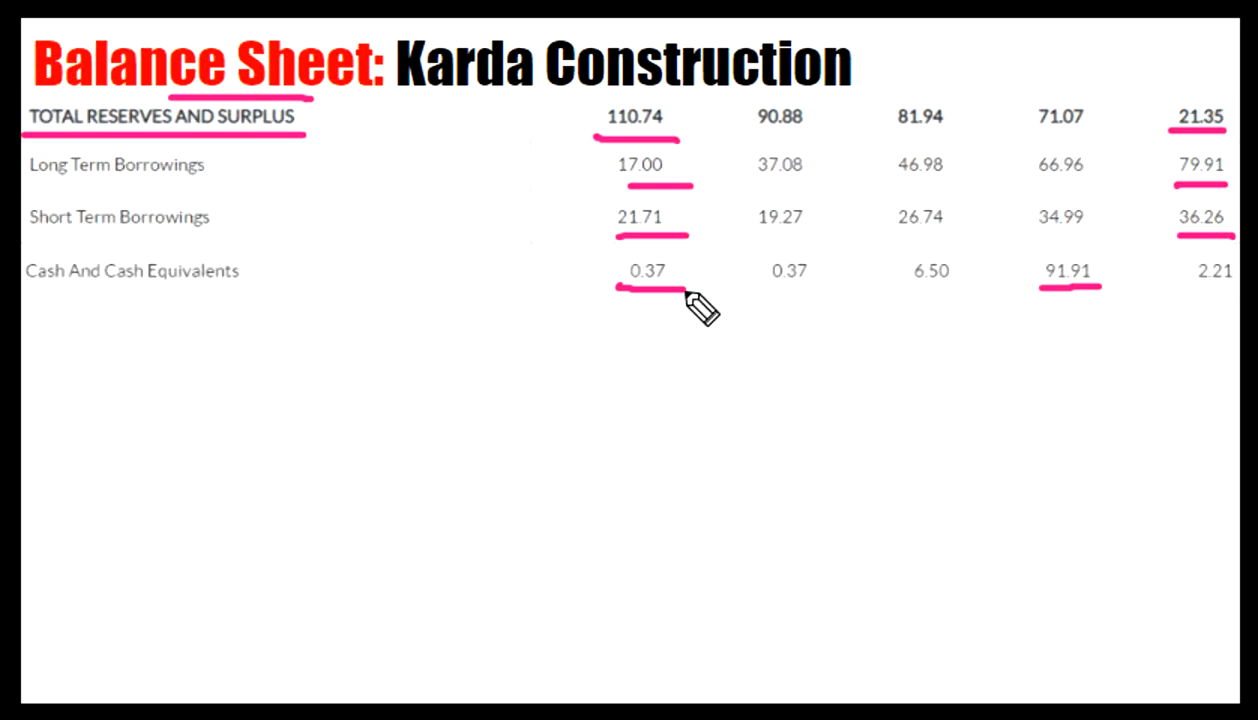 Balance Sheet: Karda Construction
TOTAL RESERVES AND SURPLUS 110.74 90.88 81.94 71.07 21.35
Long Term Borrowings 17.00 37.08 46.98 66.96 79.91
Short Term Borrowings 21.71 19.27 26.74 34.99 36.26
Cash And Cash Equivalents 0.37 0.37 6.50 91.91 2.21